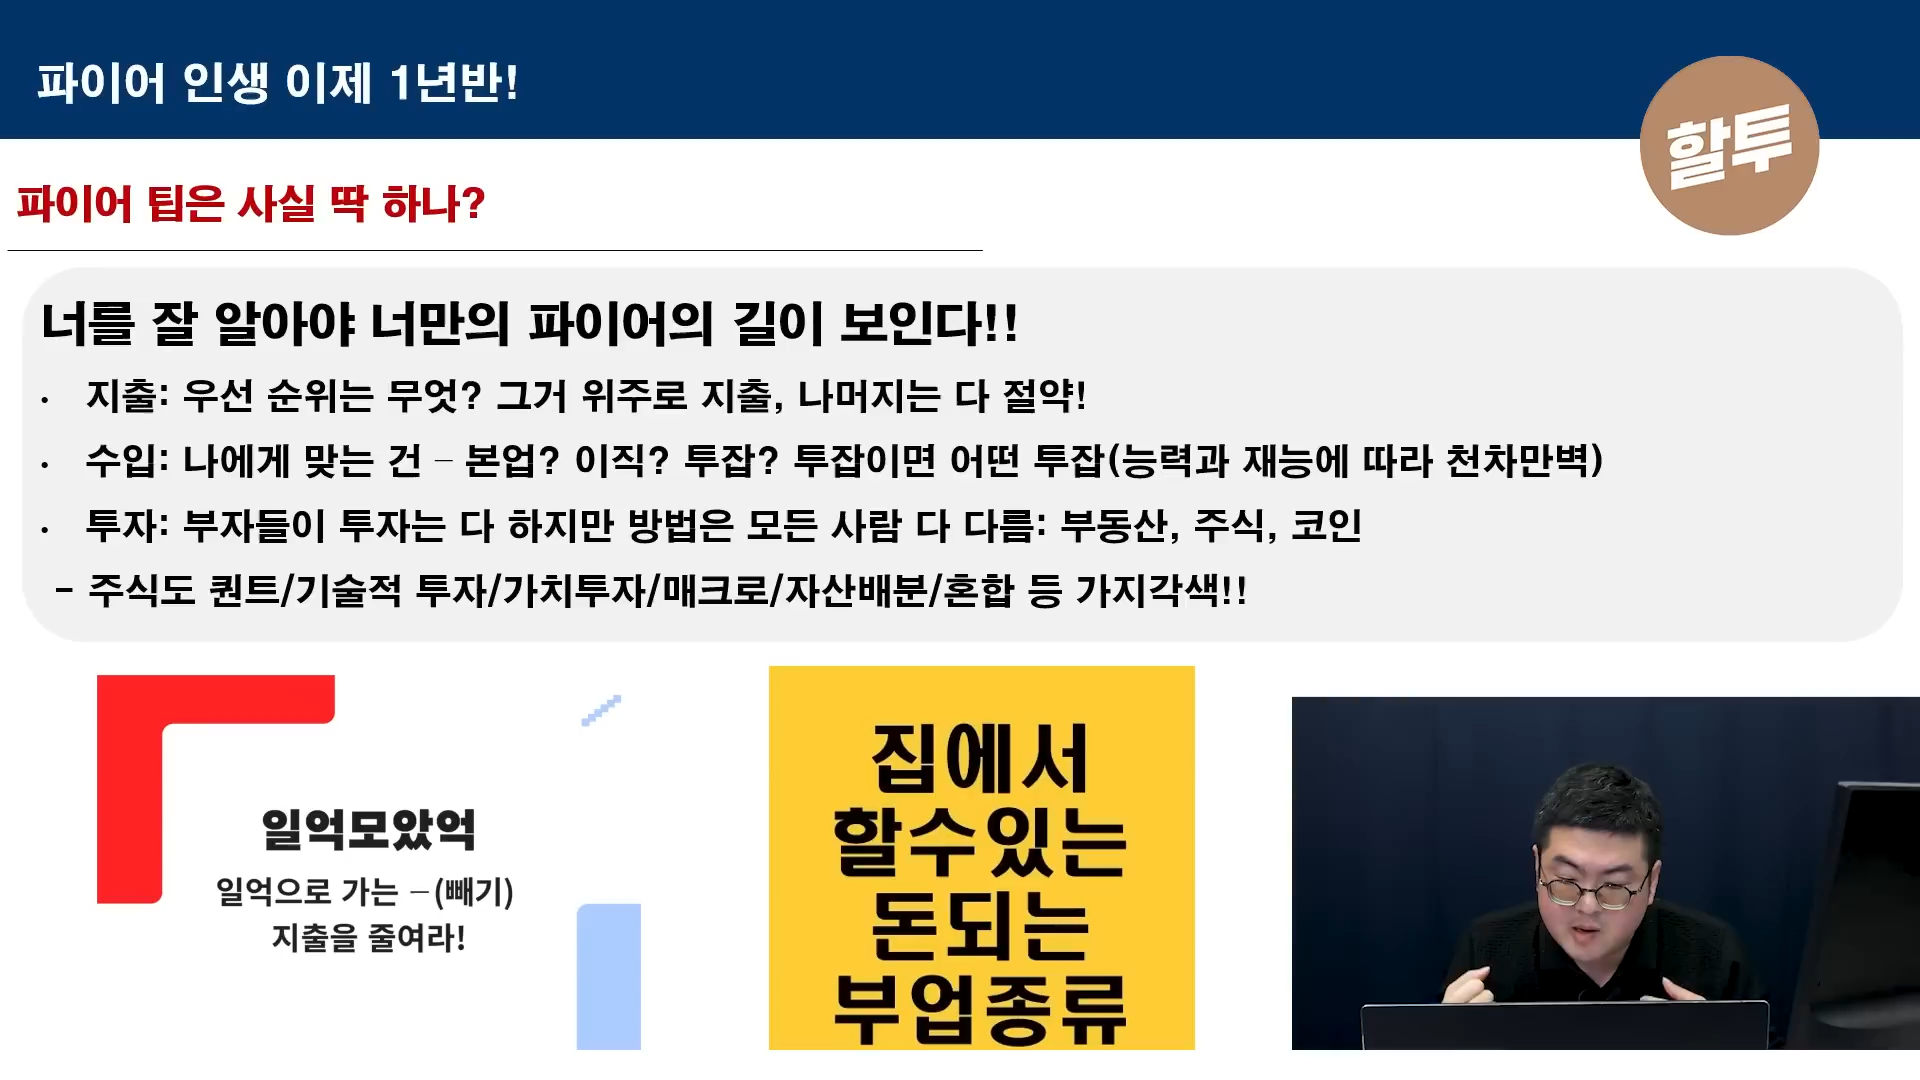 파이어 인생 이제 1년반!
할투
파이어 팁은 사실 딱 하나?
너를 잘 알아야 너만의 파이어의 길이 보인다!!
• 지출: 우선 순위는 무엇? 그거 위주로 지출, 나머지는 다 절약!
• 수입: 나에게 맞는 건 – 본업? 이직? 투잡? 투잡이면 어떤 투잡(능력과 재능에 따라 천차만별)
• 투자: 부자들이 투자는 다 하지만 방법은 모든 사람 다 다름: 부동산, 주식, 코인
- 주식도 퀀트/기술적 투자/가치투자/매크로/자산배분/혼합 등 가지각색!!
일억모았억
일억으로 가는 –(빼기)
지출을 줄여라!
집에서
할수있는
돈되는
부업종류